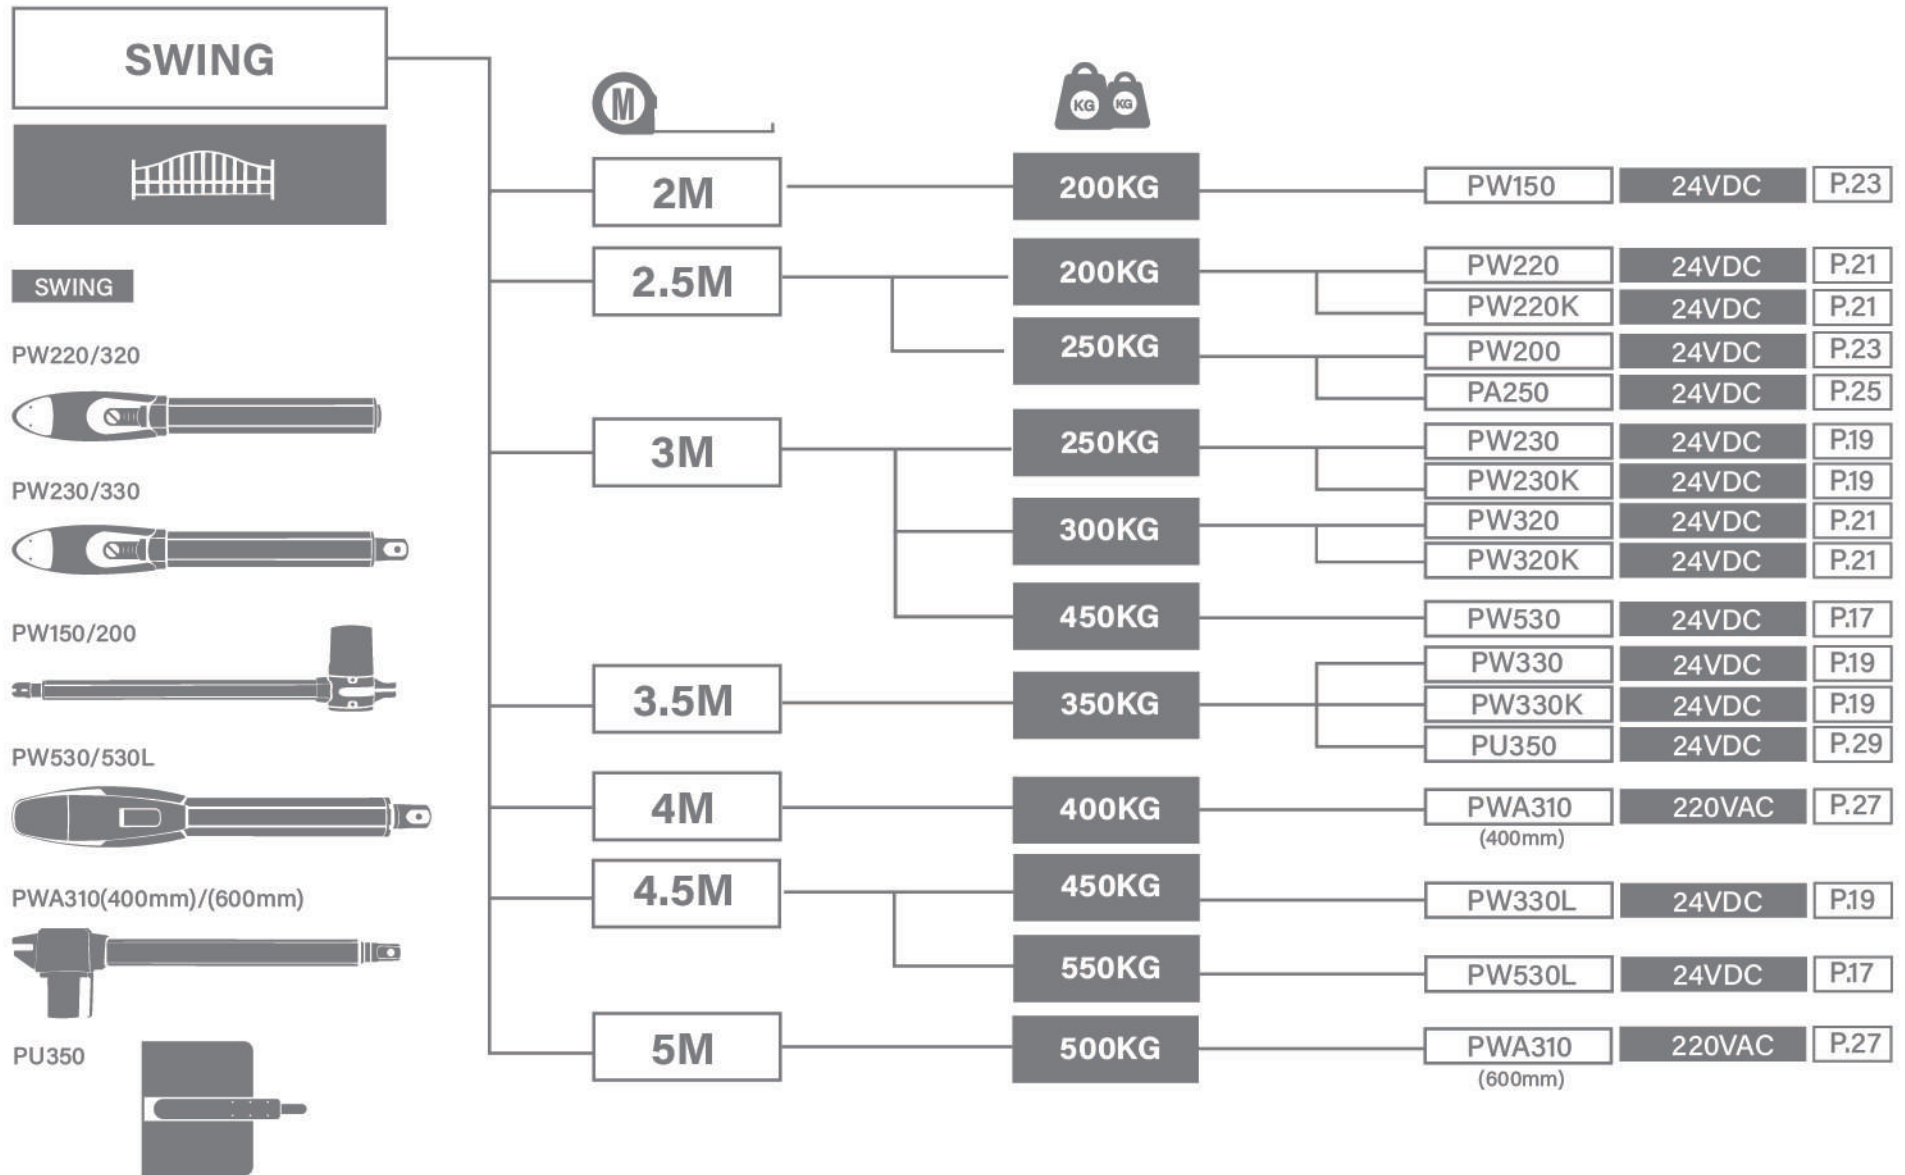 SWING
M
KG
KG
2M
200KG
PW150
24VDC
P.23
2.5M
200KG
PW220
24VDC
P.21
PW220K
24VDC
P.21
250KG
PW200
24VDC
P.23
PA250
24VDC
P.25
3M
250KG
PW230
24VDC
P.19
PW230K
24VDC
P.19
300KG
PW320
24VDC
P.21
PW320K
24VDC
P.21
450KG
PW530
24VDC
P.17
3.5M
350KG
PW330
24VDC
P.19
PW330K
24VDC
P.19
PU350
24VDC
P.29
4M
400KG
PWA310
(400mm)
220VAC
P.27
4.5M
450KG
PW330L
24VDC
P.19
550KG
PW530L
24VDC
P.17
5M
500KG
PWA310
(600mm)
220VAC
P.27
SWING
PW220/320
PW230/330
PW150/200
PW530/530L
PWA310(400mm)/(600mm)
PU350